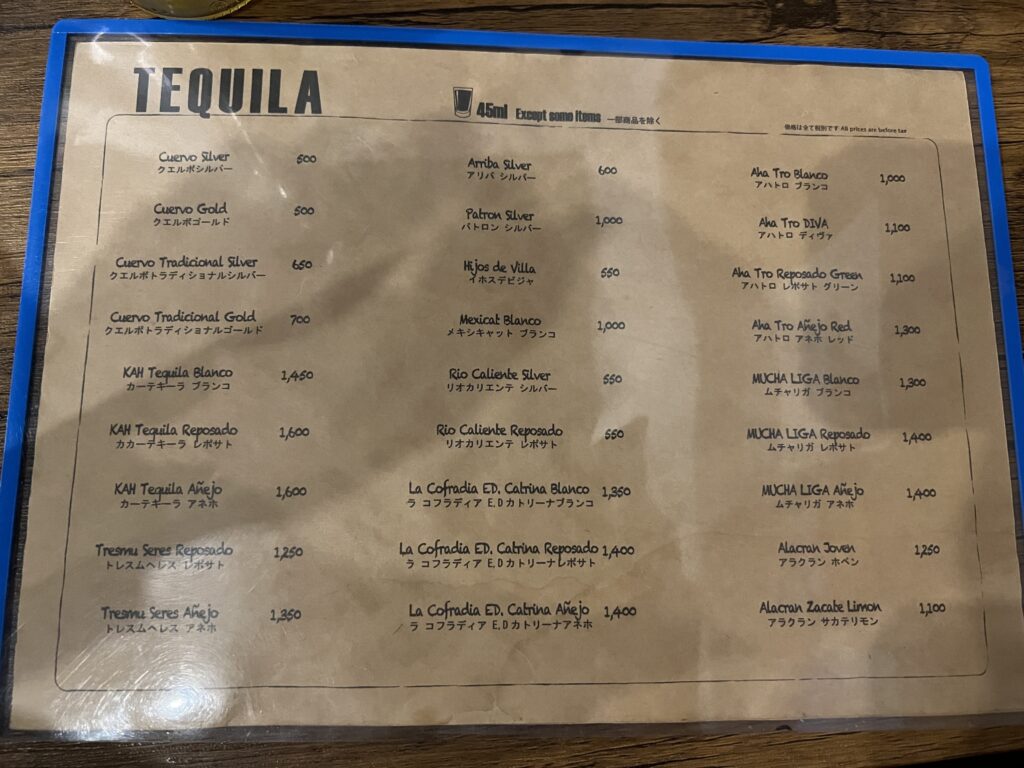 TEQUILA
45ml Except some items 一部商品を除く
価格は全て税別です All prices are before tax
Cuervo Silver 500
クエルボシルバー
Cuervo Gold 500
クエルボゴールド
Cuervo Tradicional Silver 650
クエルボトラディショナルシルバー
Cuervo Tradicional Gold 700
クエルボトラディショナルゴールド
KAH Tequila Blanco 1,450
カーテキーラ ブランコ
KAH Tequila Reposado 1,600
カカーテキーラ レポサト
KAH Tequila Añejo 1,600
カーテキーラ アネホ
Tresmu Seres Reposado 1,250
トレスムヘレス レポサト
Tresmu Seres Añejo 1,350
トレスムヘレス アネホ
Arriba Silver 600
アリバ シルバー
Patron Silver 1,000
パトロン シルバー
Hijos de Villa 550
イホスデビジャ
Mexicat Blanco 1,000
メキシキャット ブランコ
Rio Caliente Silver 550
リオカリエンテ シルバー
Rio Caliente Reposado 550
リオカリエンテ レポサト
La Cofradia ED. Catrina Blanco 1,350
ラ コフラディア E.Dカトリーナブランコ
La Cofradia ED. Catrina Reposado 1,400
ラ コフラディア E.Dカトリーナレポサト
La Cofradia ED. Catrina Añejo 1,400
ラ コフラディア E.Dカトリーナアネホ
Aha Tro Blanco 1,000
アハトロ ブランコ
Aha Tro DIVA 1,100
アハトロ ディヴァ
Aha Tro Reposado Green 1,100
アハトロ レポサト グリーン
Aha Tro Añejo Red 1,300
アハトロ アネホ レッド
MUCHA LIGA Blanco 1,300
ムチャリガ ブランコ
MUCHA LIGA Reposado 1,400
ムチャリガ レポサト
MUCHA LIGA Añejo 1,400
ムチャリガ アネホ
Alacran Joven 1,250
アラクラン ホベン
Alacran Zacate Limon 1,100
アラクラン サカテリモン